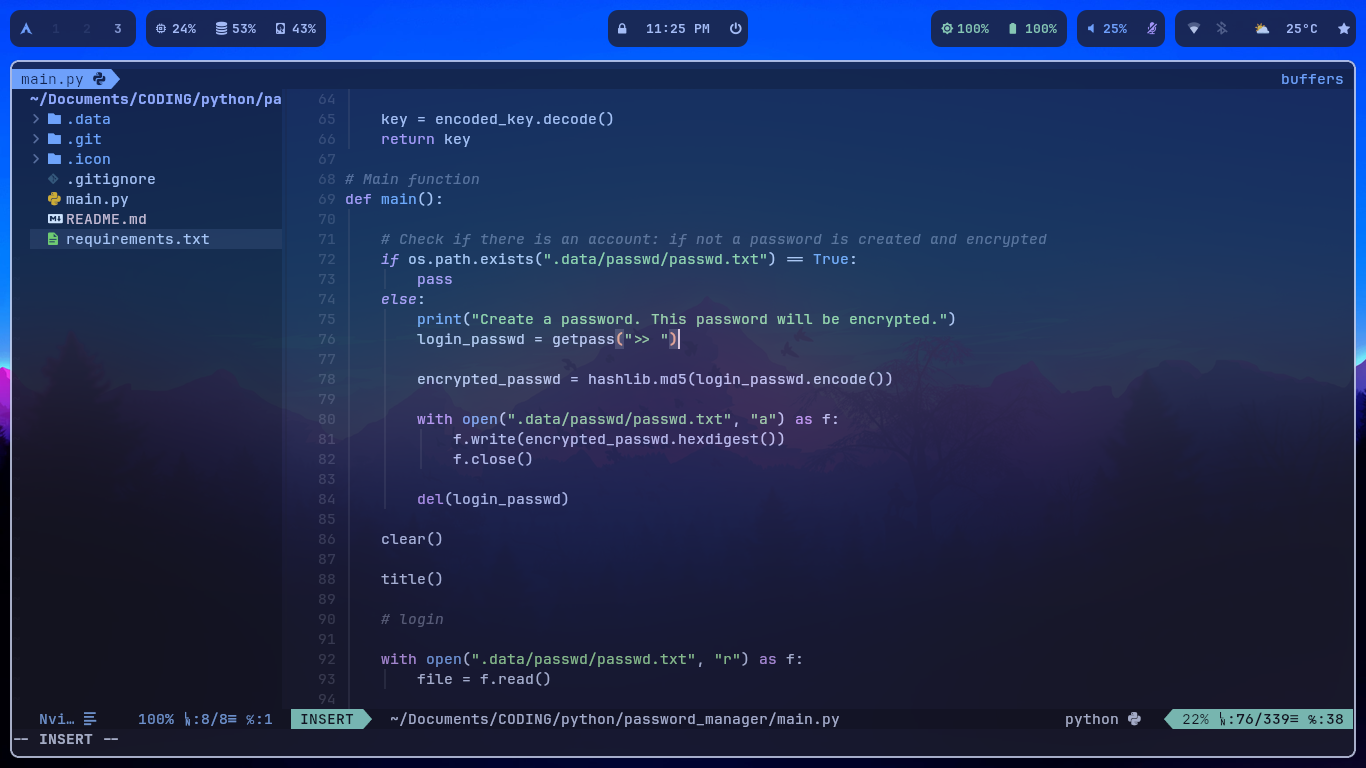 1 2 3 24% 53% 43% 11:25 PM 100% 100% 25% 25°C
main.py buffers
~/Documents/CODING/python/pa
.data
.git
.icon
.gitignore
main.py
README.md
requirements.txt
64
65 key = encoded_key.decode()
66 return key
67
68 # Main function
69 def main():
70
71 # Check if there is an account: if not a password is created and encrypted
72 if os.path.exists(".data/passwd/passwd.txt") == True:
73 pass
74 else:
75 print("Create a password. This password will be encrypted.")
76 login_passwd = getpass(">> ")
77
78 encrypted_passwd = hashlib.md5(login_passwd.encode())
79
80 with open(".data/passwd/passwd.txt", "a") as f:
81 f.write(encrypted_passwd.hexdigest())
82 f.close()
83
84 del(login_passwd)
85
86 clear()
87
88 title()
89
90 # login
91
92 with open(".data/passwd/passwd.txt", "r") as f:
93 file = f.read()
94
Nvi… 100% :8/8≡ %:1 INSERT ~/Documents/CODING/python/password_manager/main.py python 22% :76/339≡ %:38
-- INSERT --